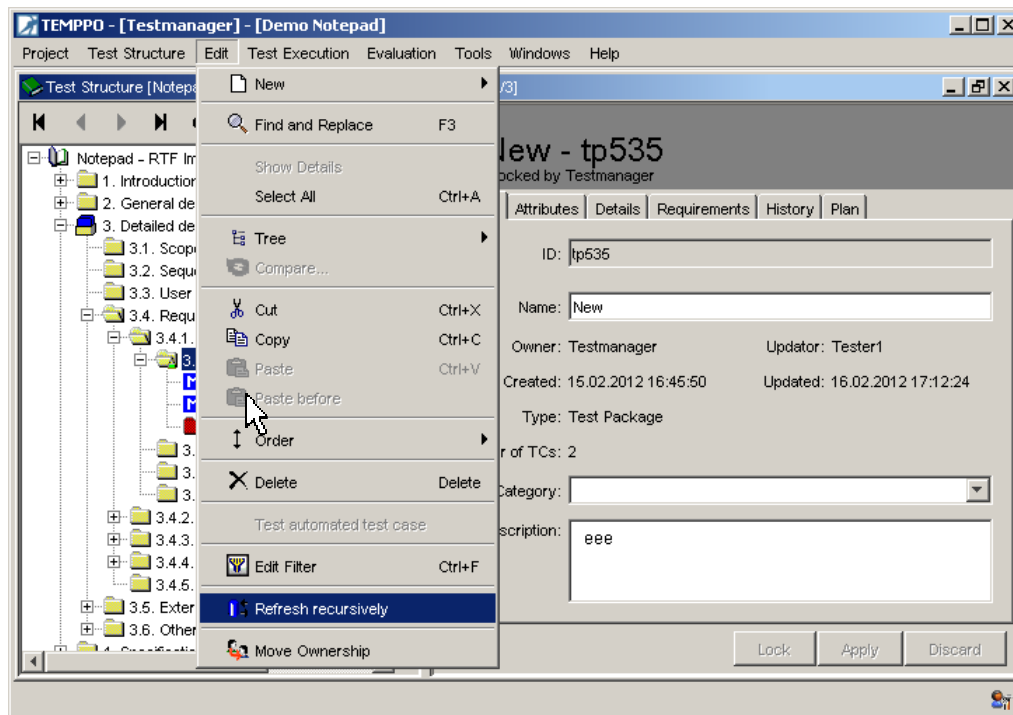 TEMPPO - [Testmanager] - [Demo Notepad]
Project Test Structure Edit Test Execution Evaluation Tools Windows Help
Test Structure [Notepa
/3]
New
Find and Replace F3
Show Details
Select All Ctrl+A
Tree
Compare...
Cut Ctrl+X
Copy Ctrl+C
Paste Ctrl+V
Paste before
Order
Delete Delete
Test automated test case
Edit Filter Ctrl+F
Refresh recursively
Move Ownership
Notepad - RTF Im
1. Introduction
2. General de
3. Detailed de
3.1. Scop
3.2. Sequ
3.3. User
3.4. Requ
3.4.1.
3.
3.
3.
3.
3.4.2.
3.4.3.
3.4.4.
3.4.5.
3.5. Exter
3.6. Other
New - tp535
ocked by Testmanager
Attributes Details Requirements History Plan
ID: tp535
Name: New
Owner: Testmanager Updator: Tester1
Created: 15.02.2012 16:45:50 Updated: 16.02.2012 17:12:24
Type: Test Package
r of TCs: 2
Category:
scription: eee
Lock Apply Discard